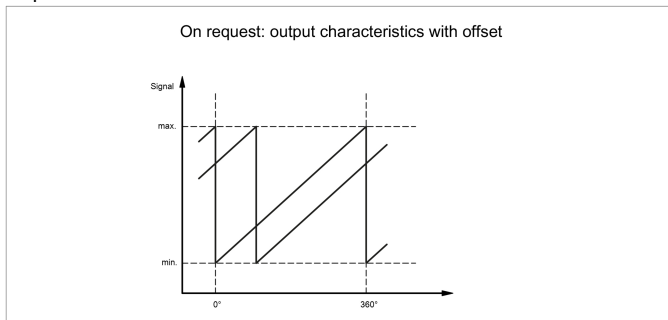 On request: output characteristics with offset
Signal
max.
min.
0°
360°